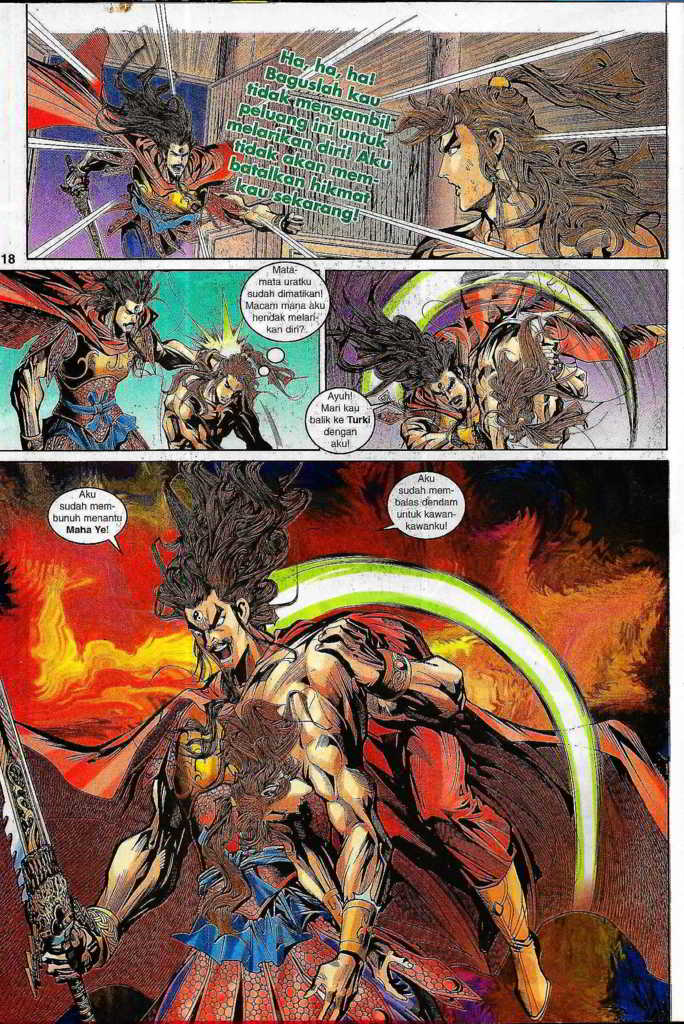 Ha, ha, ha!
Baguslah kau
tidak mengambil
peluang ini untuk
melarikan diri! Aku
tidak akan mem-
batalkan hikmat
kau sekarang!
18
Mata-
mata uratku
sudah dimatikan!
Macam mana aku
hendak melari-
kan diri?
Ayuh!
Mari kau
balik ke Turki
dengan
aku!
Aku
sudah mem-
bunuh menantu
Maha Ye!
Aku
sudah mem-
balas dendam
untuk kawan-
kawanku!